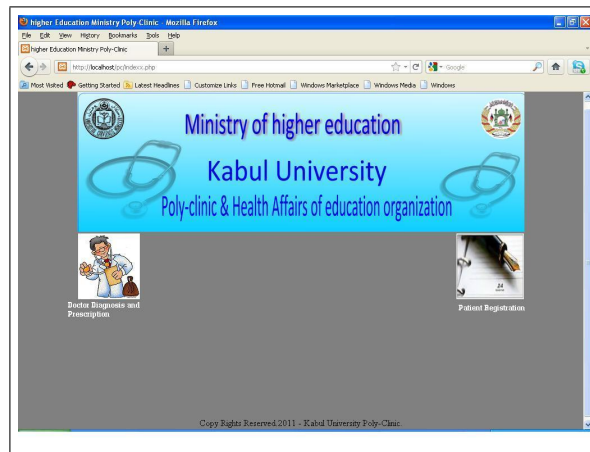 higher Education Ministry Poly-Clinic - Mozilla Firefox
File Edit View History Bookmarks Tools Help
higher Education Ministry Poly-Clinic
http://localhost/pc/indexx.php
Google
Most Visited Getting Started Latest Headlines Customize Links Free Hotmail Windows Marketplace Windows Media Windows
Ministry of higher education
Kabul University
Poly-clinic & Health Affairs of education organization
24
Doctor Diagnosis and
Prescription
Patient Registration
Copy Rights Reserved.2011 - Kabul University Poly-Clinic.